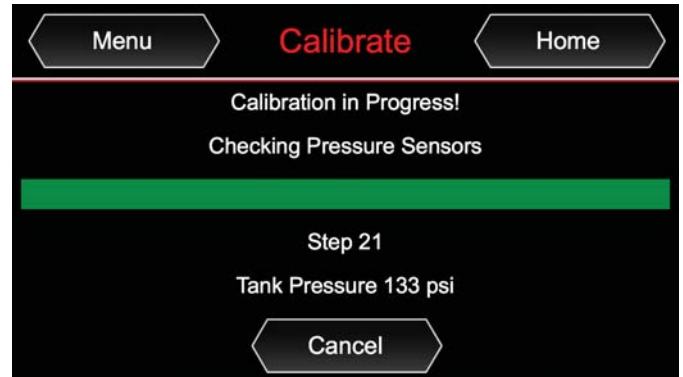 Menu
Calibrate
Home
Calibration in Progress!
Checking Pressure Sensors
Step 21
Tank Pressure 133 psi
Cancel